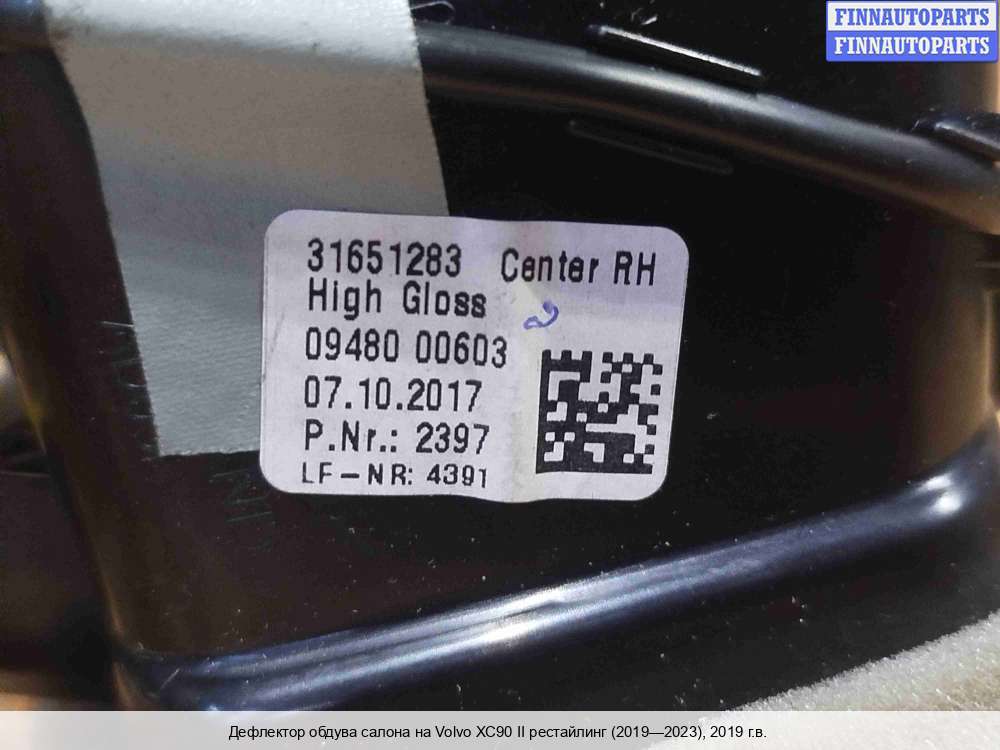 FINNAUTOPARTS
FINNAUTOPARTS
31651283 Center RH
High Gloss
09480 00603
07.10.2017
P.Nr.: 2397
LF-NR: 4391
Дефлектор обдува салона на Volvo XC90 II рестайлинг (2019—2023), 2019 г.в.